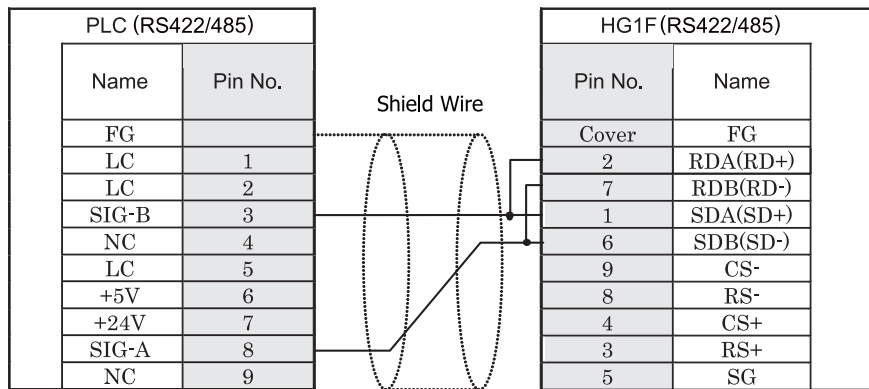 PLC (RS422/485)
Name Pin No.
FG
LC 1
LC 2
SIG-B 3
NC 4
LC 5
+5V 6
+24V 7
SIG-A 8
NC 9
Shield Wire
HG1F(RS422/485)
Pin No. Name
Cover FG
2 RDA(RD+)
7 RDB(RD-)
1 SDA(SD+)
6 SDB(SD-)
9 CS-
8 RS-
4 CS+
3 RS+
5 SG